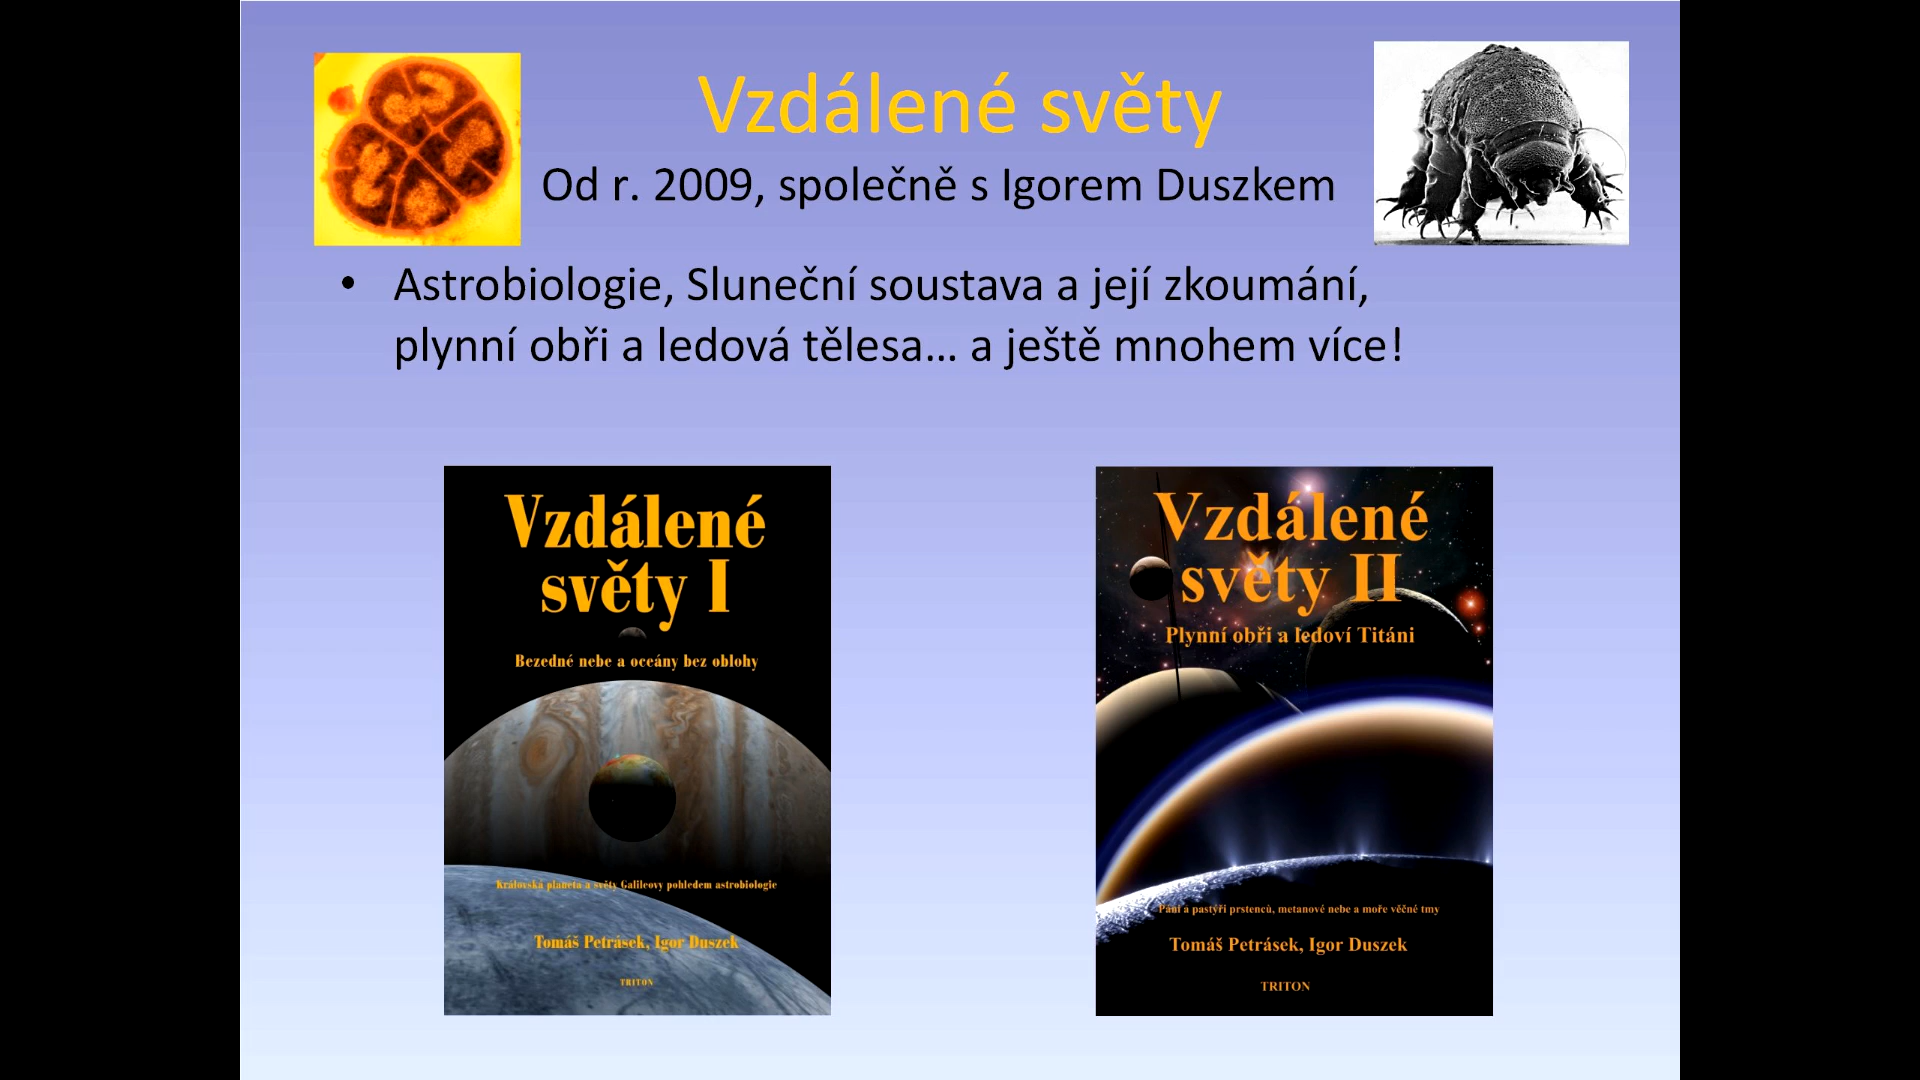 Vzdálené světy
Od r. 2009, společně s Igorem Duszkem
• Astrobiologie, Sluneční soustava a její zkoumání,
plynní obři a ledová tělesa... a ještě mnohem více!
Vzdálené
světy I
Bezedné nebe a oceány bez oblohy
Královská planeta a světy Galileovy pohledem astrobiologie
Tomáš Petrásek, Igor Duszek
TRITON
Vzdálené
světy II
Plynní obři a ledoví Titáni
Páni a pastýři prstenců, metanové nebe a moře věčné tmy
Tomáš Petrásek, Igor Duszek
TRITON